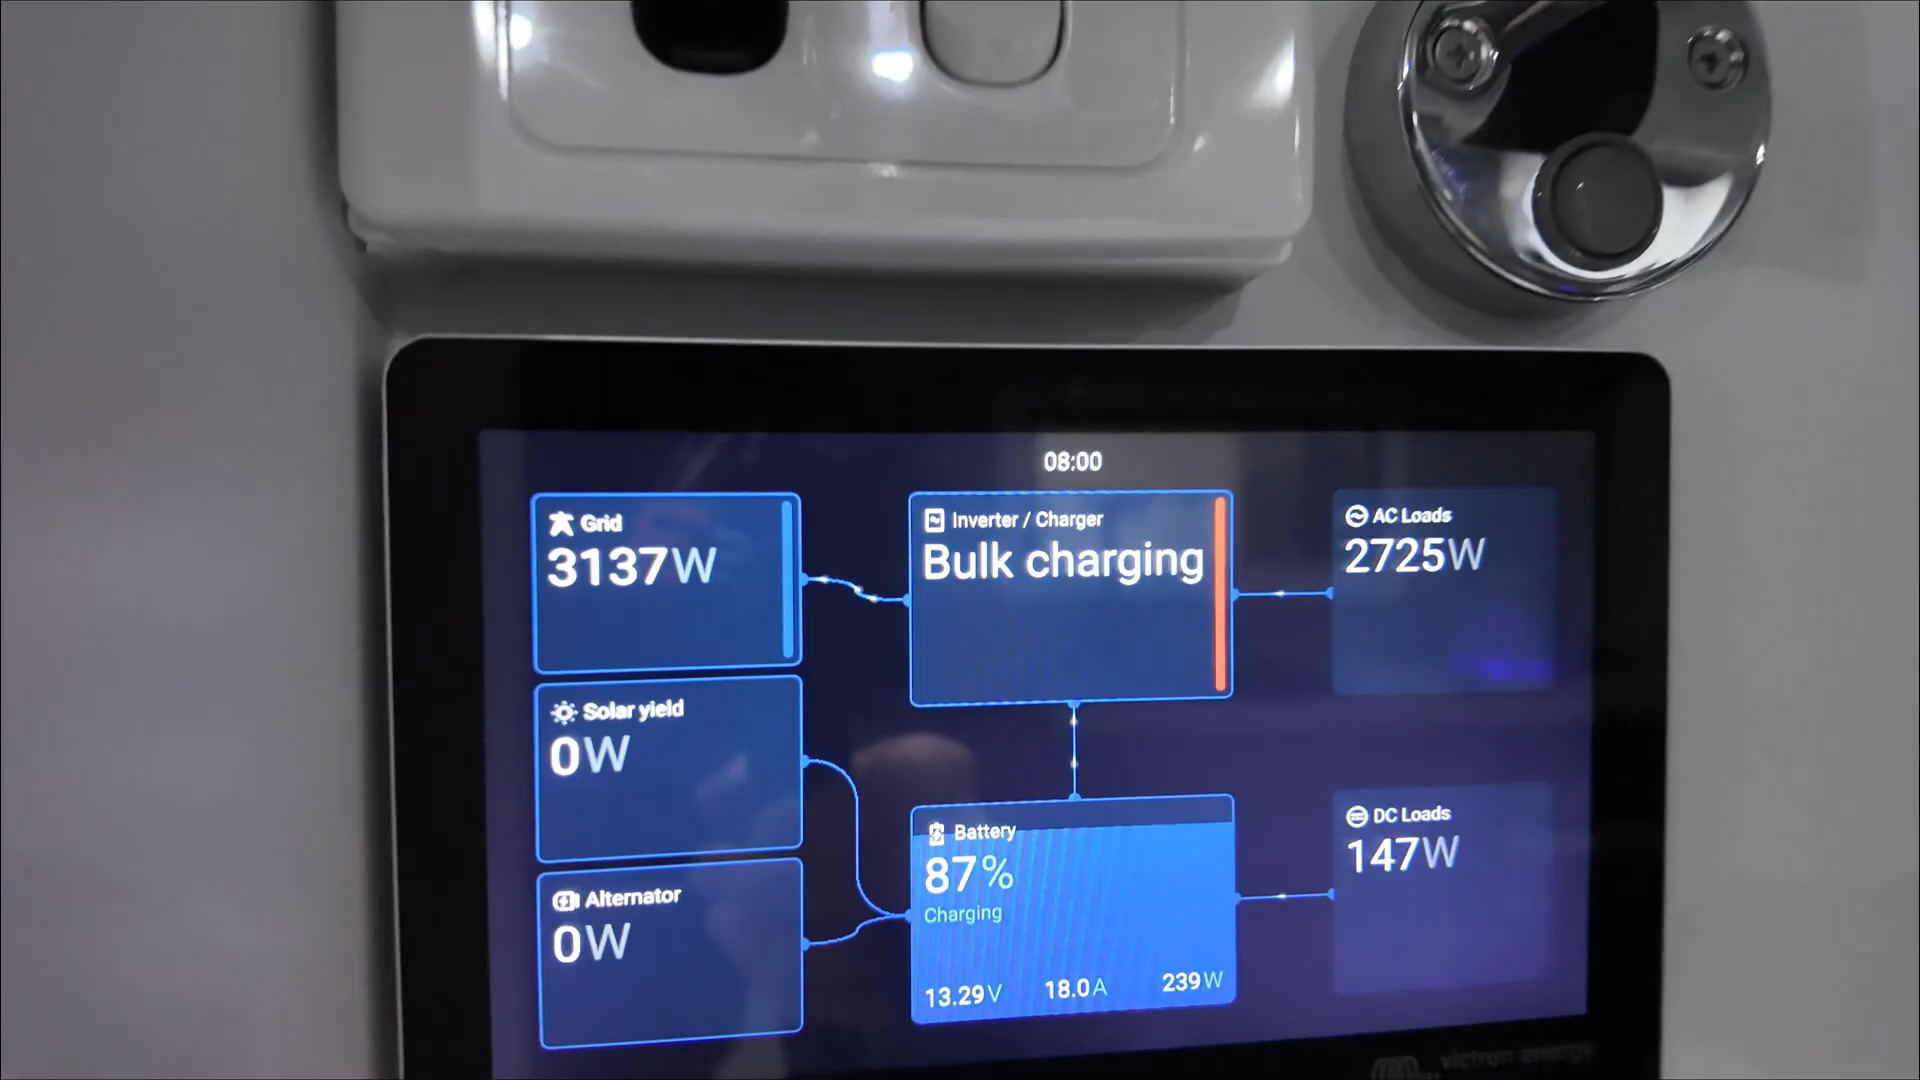 08:00
Grid
3137W
Inverter / Charger
Bulk charging
AC Loads
2725W
Solar yield
0W
Alternator
0W
Battery
87%
Charging
13.29V 18.0A 239W
DC Loads
147W
victron energy